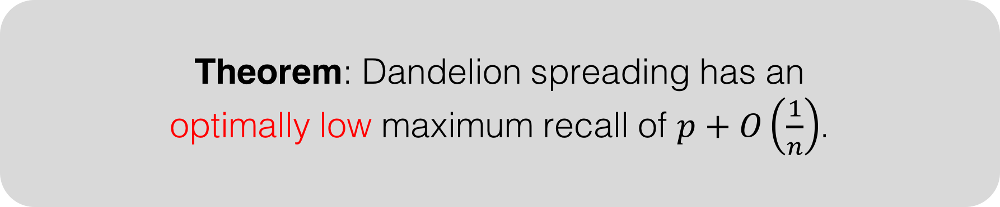 Theorem: Dandelion spreading has an
optimally low maximum recall of p + O (1/n).